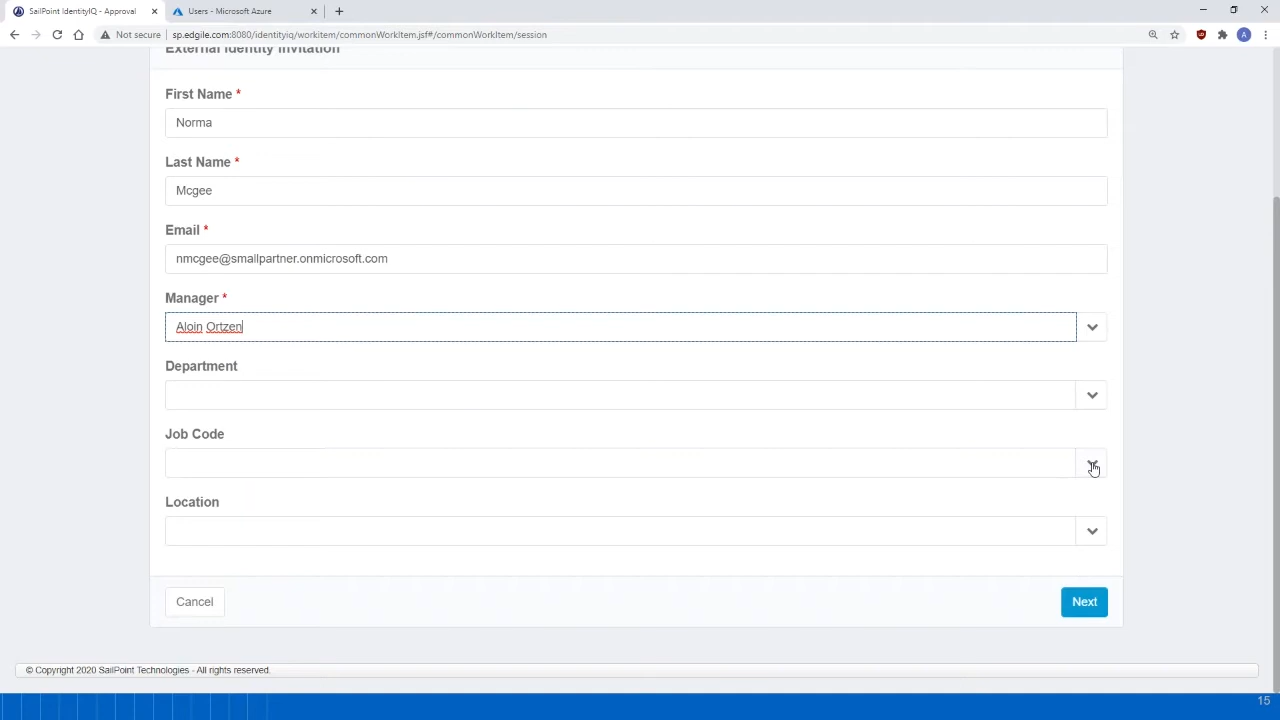 SailPoint IdentityIQ - Approval
Users - Microsoft Azure
Not secure
sp.edgile.com:8080/identityiq/workitem/commonWorkItem.jsf#/commonWorkItem/session
A
External Identity Invitation
First Name *
Norma
Last Name *
Mcgee
Email *
nmcgee@smallpartner.onmicrosoft.com
Manager *
Aloin Ortzen
Department
Job Code
Location
Cancel
Next
© Copyright 2020 SailPoint Technologies - All rights reserved.
15